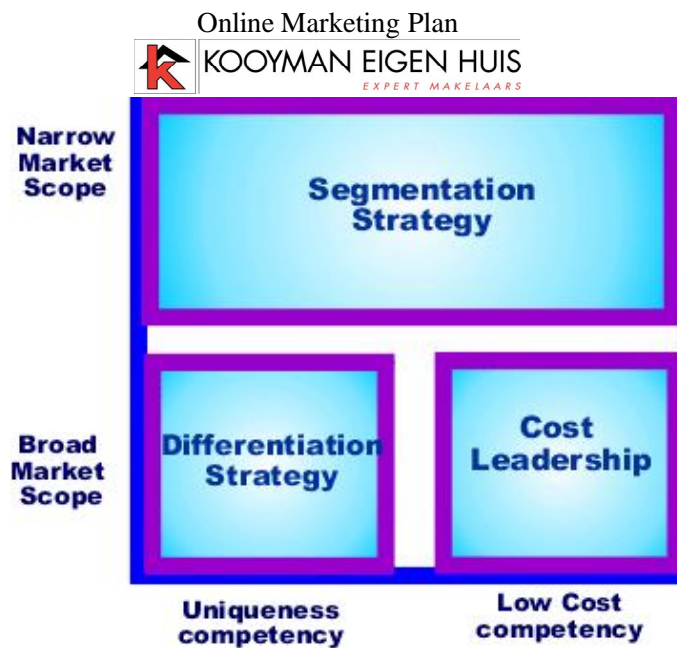 Online Marketing Plan
KOOYMAN EIGEN HUIS
EXPERT MAKELAARS
Narrow
Market
Scope
Segmentation
Strategy
Broad
Market
Scope
Differentiation
Strategy
Cost
Leadership
Uniqueness
competency
Low Cost
competency